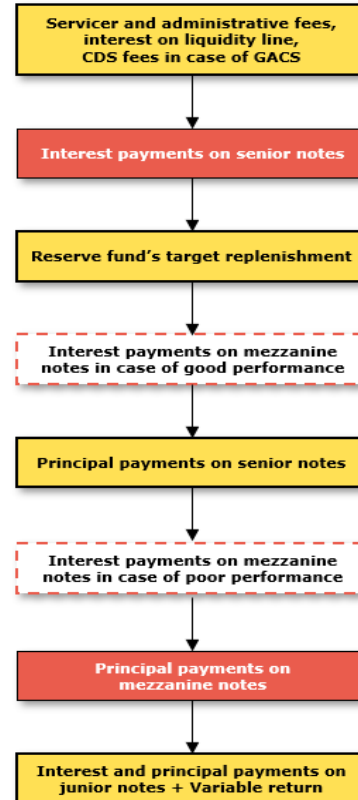 Servicer and administrative fees,
interest on liquidity line,
CDS fees in case of GACS
Interest payments on senior notes
Reserve fund's target replenishment
Interest payments on mezzanine
notes in case of good performance
Principal payments on senior notes
Interest payments on mezzanine
notes in case of poor performance
Principal payments on
mezzanine notes
Interest and principal payments on
junior notes + Variable return